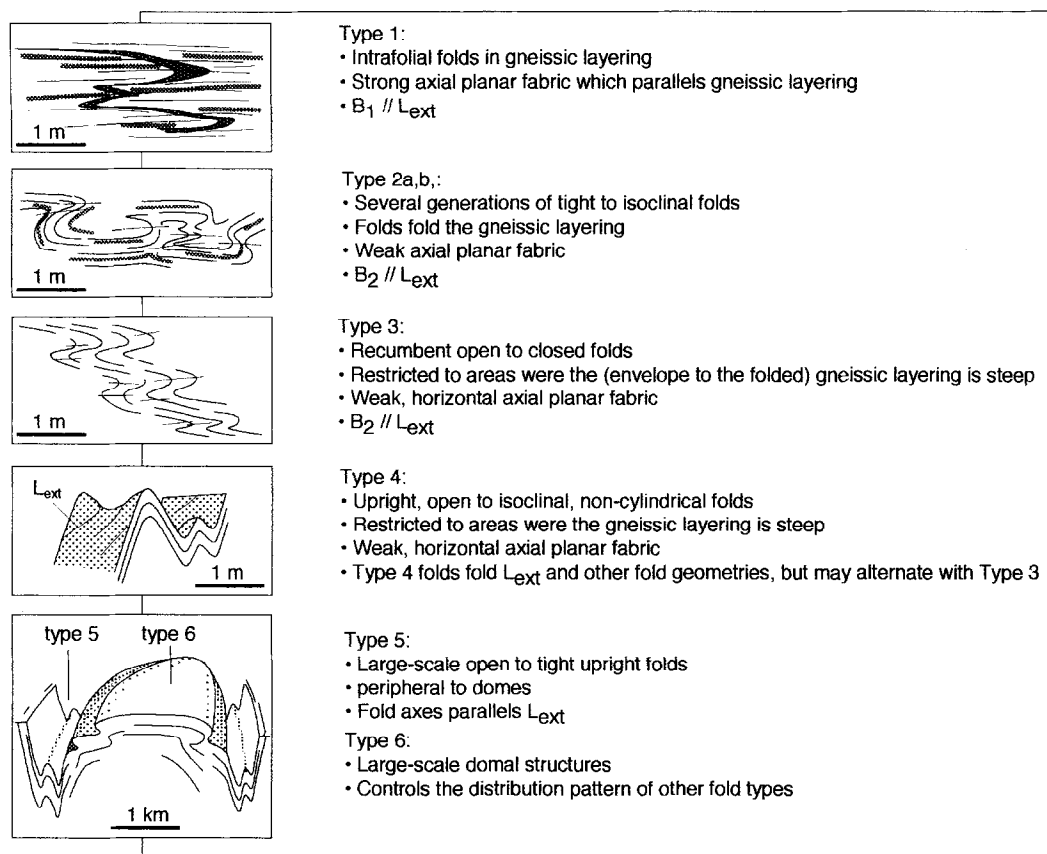 Type 1:
• Intrafolial folds in gneissic layering
• Strong axial planar fabric which parallels gneissic layering
• B1 // Lext
1 m
Type 2a,b,:
• Several generations of tight to isoclinal folds
• Folds fold the gneissic layering
• Weak axial planar fabric
• B2 // Lext
1 m
Type 3:
• Recumbent open to closed folds
• Restricted to areas were the (envelope to the folded) gneissic layering is steep
• Weak, horizontal axial planar fabric
• B2 // Lext
1 m
Lext
Type 4:
• Upright, open to isoclinal, non-cylindrical folds
• Restricted to areas were the gneissic layering is steep
• Weak, horizontal axial planar fabric
• Type 4 folds fold Lext and other fold geometries, but may alternate with Type 3
1 m
type 5 type 6
Type 5:
• Large-scale open to tight upright folds
• peripheral to domes
• Fold axes parallels Lext
Type 6:
• Large-scale domal structures
• Controls the distribution pattern of other fold types
1 km